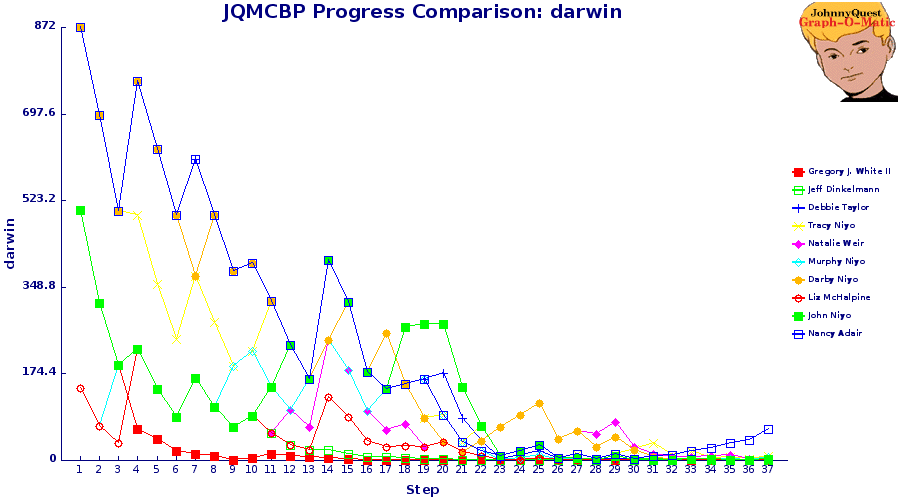 JQMCBP Progress Comparison: darwin
JohnnyQuest
Graph-O-Matic
872
697.6
523.2
348.8
174.4
0
darwin
1 2 3 4 5 6 7 8 9 10 11 12 13 14 15 16 17 18 19 20 21 22 23 24 25 26 27 28 29 30 31 32 33 34 35 36 37
Step
Gregory J. White II
Jeff Dinkelmann
Debbie Taylor
Tracy Niyo
Natalie Weir
Murphy Niyo
Darby Niyo
Liz McHalpine
John Niyo
Nancy Adair